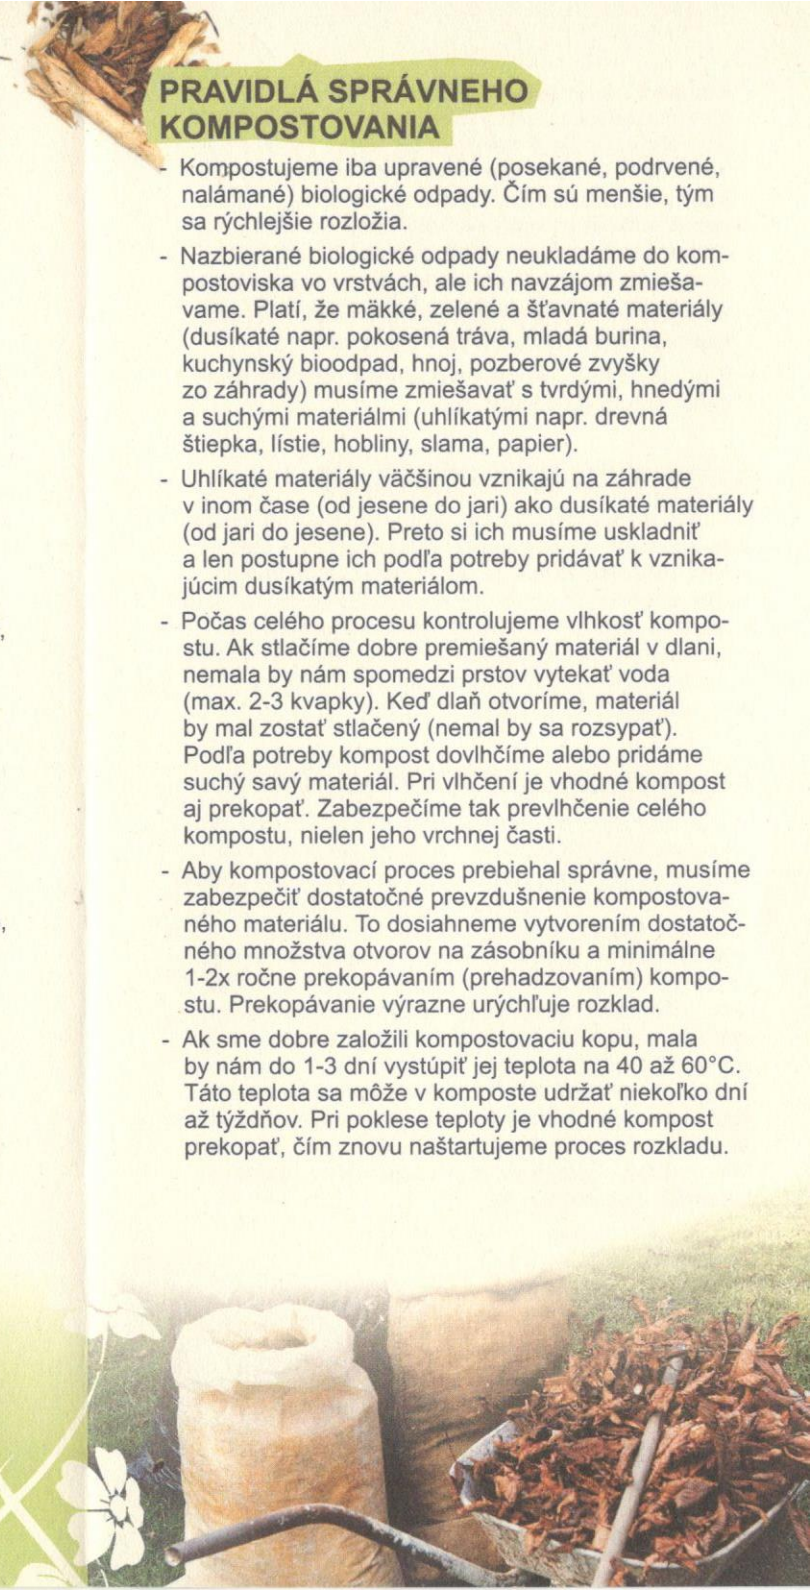 PRAVIDLÁ SPRÁVNEHO
KOMPOSTOVANIA
- Kompostujeme iba upravené (posekané, podrvené,
nalámané) biologické odpady. Čím sú menšie, tým
sa rýchlejšie rozložia.
- Nazbierané biologické odpady neukladáme do kom-
postoviska vo vrstvách, ale ich navzájom zmieša-
vame. Platí, že mäkké, zelené a šťavnaté materiály
(dusíkaté napr. pokosená tráva, mladá burina,
kuchynský bioodpad, hnoj, pozberové zvyšky
zo záhrady) musíme zmiešavať s tvrdými, hnedými
a suchými materiálmi (uhlíkatými napr. drevná
štiepka, lístie, hobliny, slama, papier).
- Uhlíkaté materiály väčšinou vznikajú na záhrade
v inom čase (od jesene do jari) ako dusíkaté materiály
(od jari do jesene). Preto si ich musíme uskladniť
a len postupne ich podľa potreby pridávať k vznika-
júcim dusíkatým materiálom.
- Počas celého procesu kontrolujeme vlhkosť kompo-
stu. Ak stlačíme dobre premiešaný materiál v dlani,
nemala by nám spomedzi prstov vytekať voda
(max. 2-3 kvapky). Keď dlaň otvoríme, materiál
by mal zostať stlačený (nemal by sa rozsypať).
Podľa potreby kompost dovlhčíme alebo pridáme
suchý savý materiál. Pri vlhčení je vhodné kompost
aj prekopať. Zabezpečíme tak prevlhčenie celého
kompostu, nielen jeho vrchnej časti.
- Aby kompostovací proces prebiehal správne, musíme
zabezpečiť dostatočné prevzdušnenie kompostova-
ného materiálu. To dosiahneme vytvorením dostatoč-
ného množstva otvorov na zásobníku a minimálne
1-2x ročne prekopávaním (prehadzovaním) kompo-
stu. Prekopávanie výrazne urýchľuje rozklad.
- Ak sme dobre založili kompostovaciu kopu, mala
by nám do 1-3 dní vystúpiť jej teplota na 40 až 60°C.
Táto teplota sa môže v komposte udržať niekoľko dní
až týždňov. Pri poklese teploty je vhodné kompost
prekopať, čím znovu naštartujeme proces rozkladu.